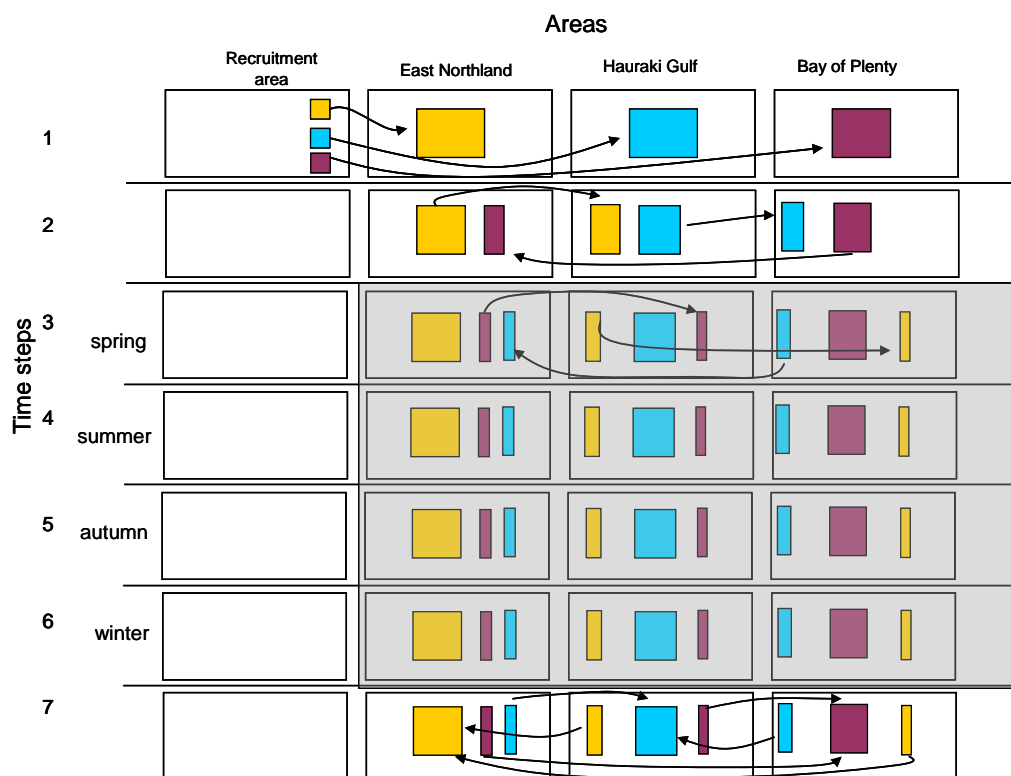 Areas
Recruitment
area
East Northland
Hauraki Gulf
Bay of Plenty
Time steps
1
2
3
spring
4
summer
5
autumn
6
winter
7